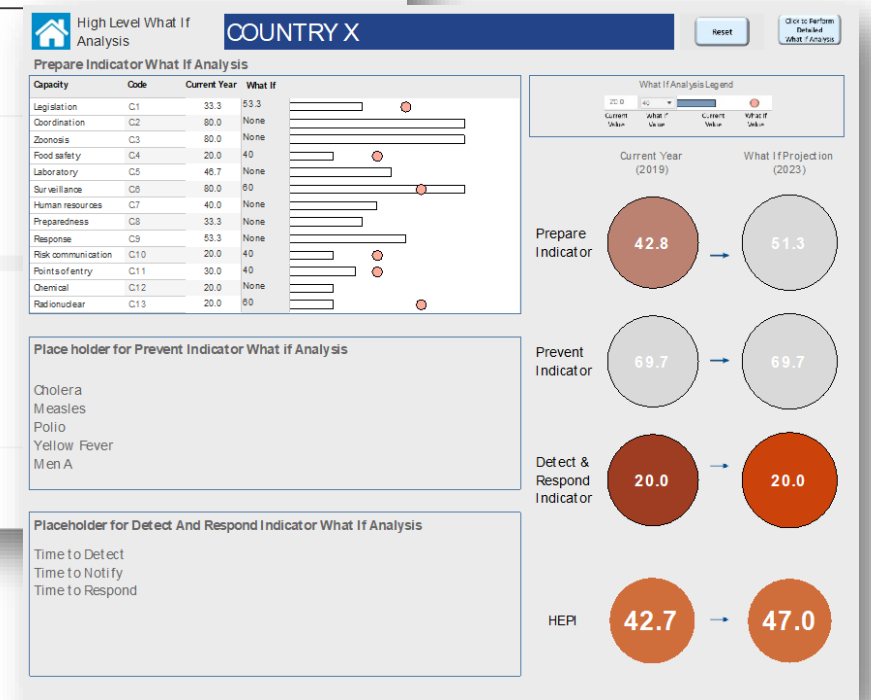 High Level What If
Analysis
COUNTRY X
Reset
Click to Perform
Detailed
What if Analysis
Prepare Indicator What If Analysis
Capacity Code Current Year What If
Legislation C1 33.3 53.3
Coordination C2 80.0 None
Zoonosis C3 80.0 None
Food safety C4 20.0 40
Laboratory C5 46.7 None
Surveillance C6 80.0 60
Human resources C7 40.0 None
Preparedness C8 33.3 None
Response C9 53.3 None
Risk communication C10 20.0 40
Points of entry C11 30.0 40
Chemical C12 20.0 None
Radionuclear C13 20.0 60
What If Analysis Legend
20.0 40
Current What If Current What If
Value Value Value Value
Current Year What If Projection
(2019) (2023)
Prepare
Indicator
42.8 51.3
Prevent
Indicator
69.7 69.7
Detect &
Respond
Indicator
20.0 20.0
HEPI 42.7 47.0
Place holder for Prevent Indicator What if Analysis
Cholera
Measles
Polio
Yellow Fever
Men A
Placeholder for Detect And Respond Indicator What If Analysis
Time to Detect
Time to Notify
Time to Respond